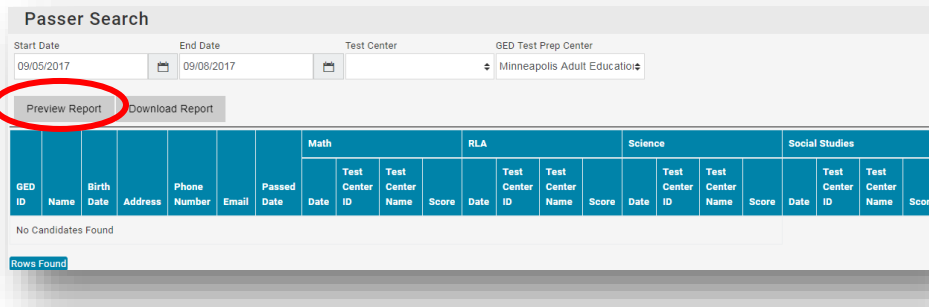 Passer Search
Start Date End Date Test Center GED Test Prep Center
09/05/2017 09/08/2017 Minneapolis Adult Educatio
Preview Report Download Report
Math RLA Science Social Studies
GED ID Name Birth Date Address Phone Number Email Passed Date Date Test Center ID Test Center Name Score Date Test Center ID Test Center Name Score Date Test Center ID Test Center Name Score Date Test Center ID Test Center Name Scor
No Candidates Found
Rows Found